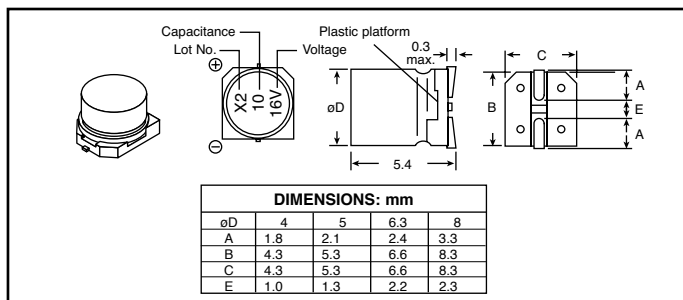 Capacitance
Lot No.
Voltage
Plastic platform
0.3
max.
C
⊕
X2
10
16V
⊖
øD
B
A
E
A
5.4
DIMENSIONS: mm
øD 4 5 6.3 8
A 1.8 2.1 2.4 3.3
B 4.3 5.3 6.6 8.3
C 4.3 5.3 6.6 8.3
E 1.0 1.3 2.2 2.3